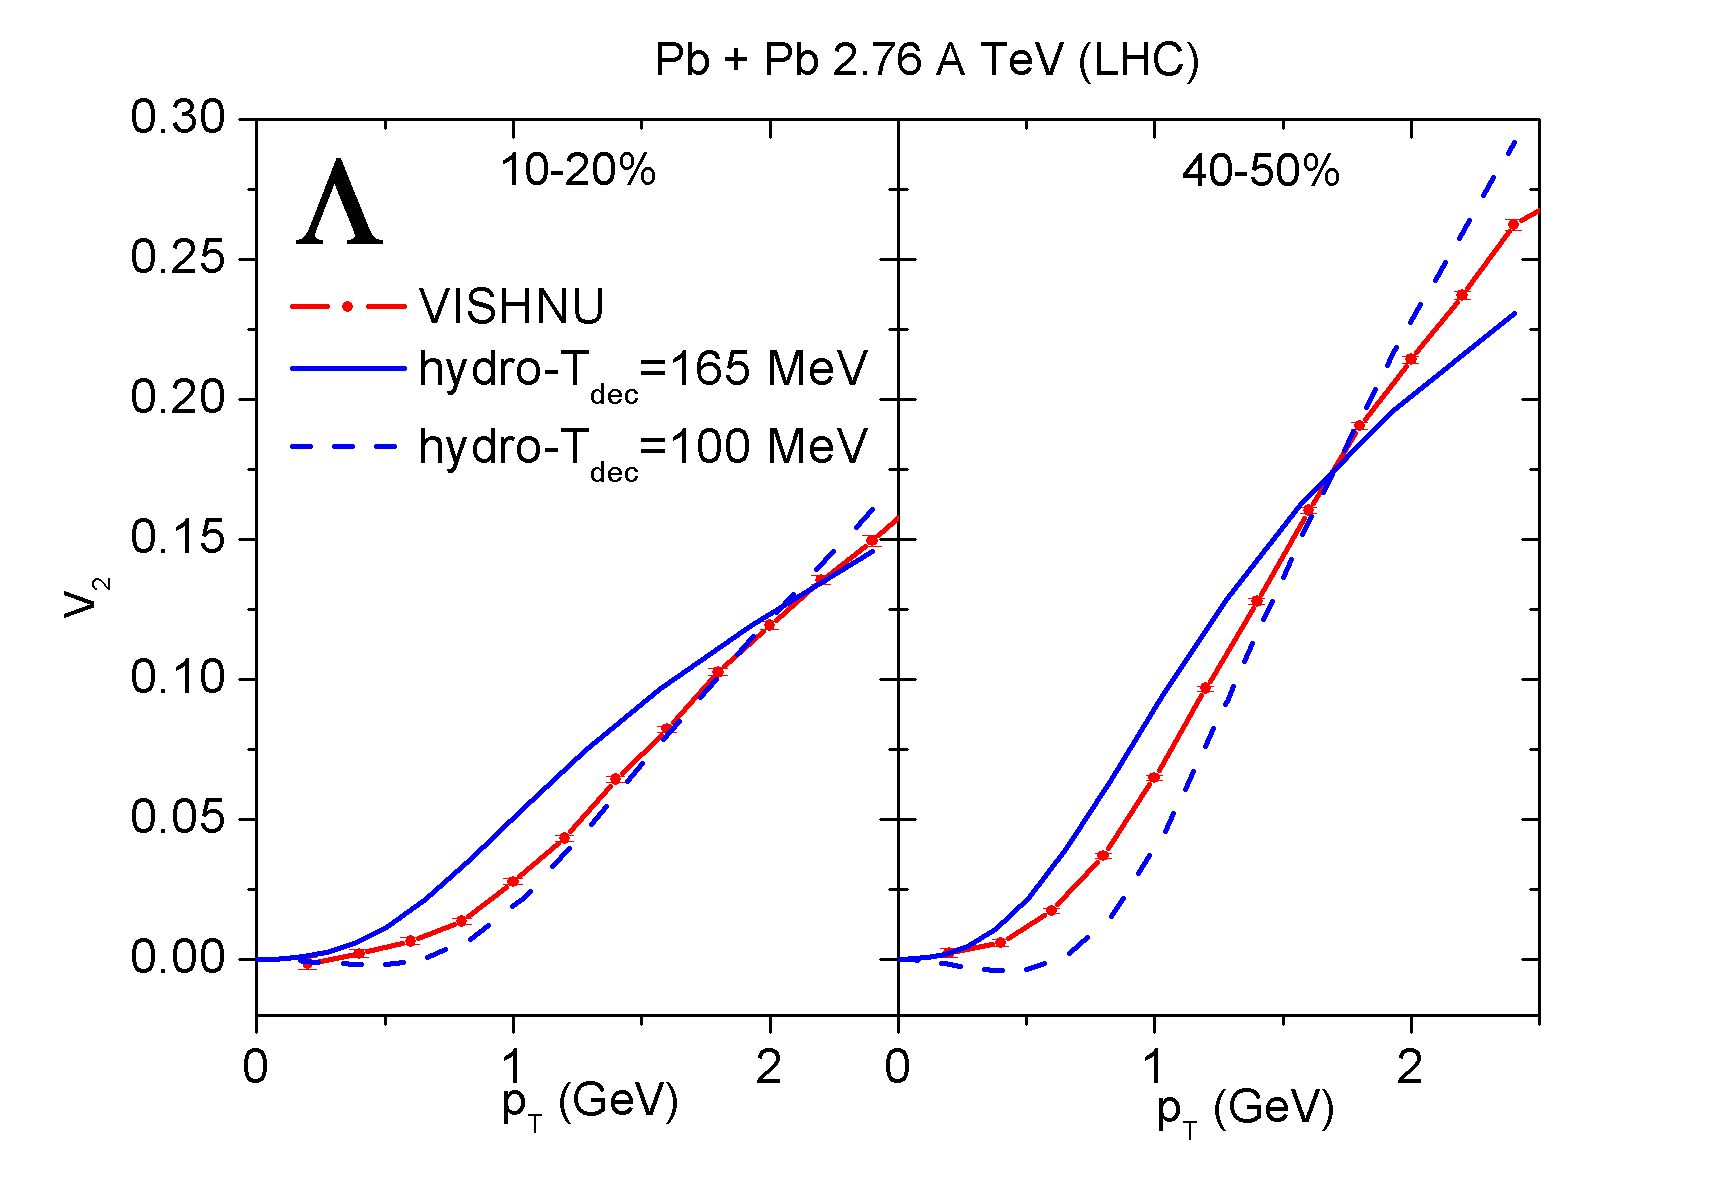 Pb + Pb 2.76 A TeV (LHC)
0.30
0.25
0.20
0.15
0.10
0.05
0.00
v2
Λ
10-20%
40-50%
VISHNU
hydro-Tdec=165 MeV
hydro-Tdec=100 MeV
0 1 2 0 1 2
pT (GeV) pT (GeV)